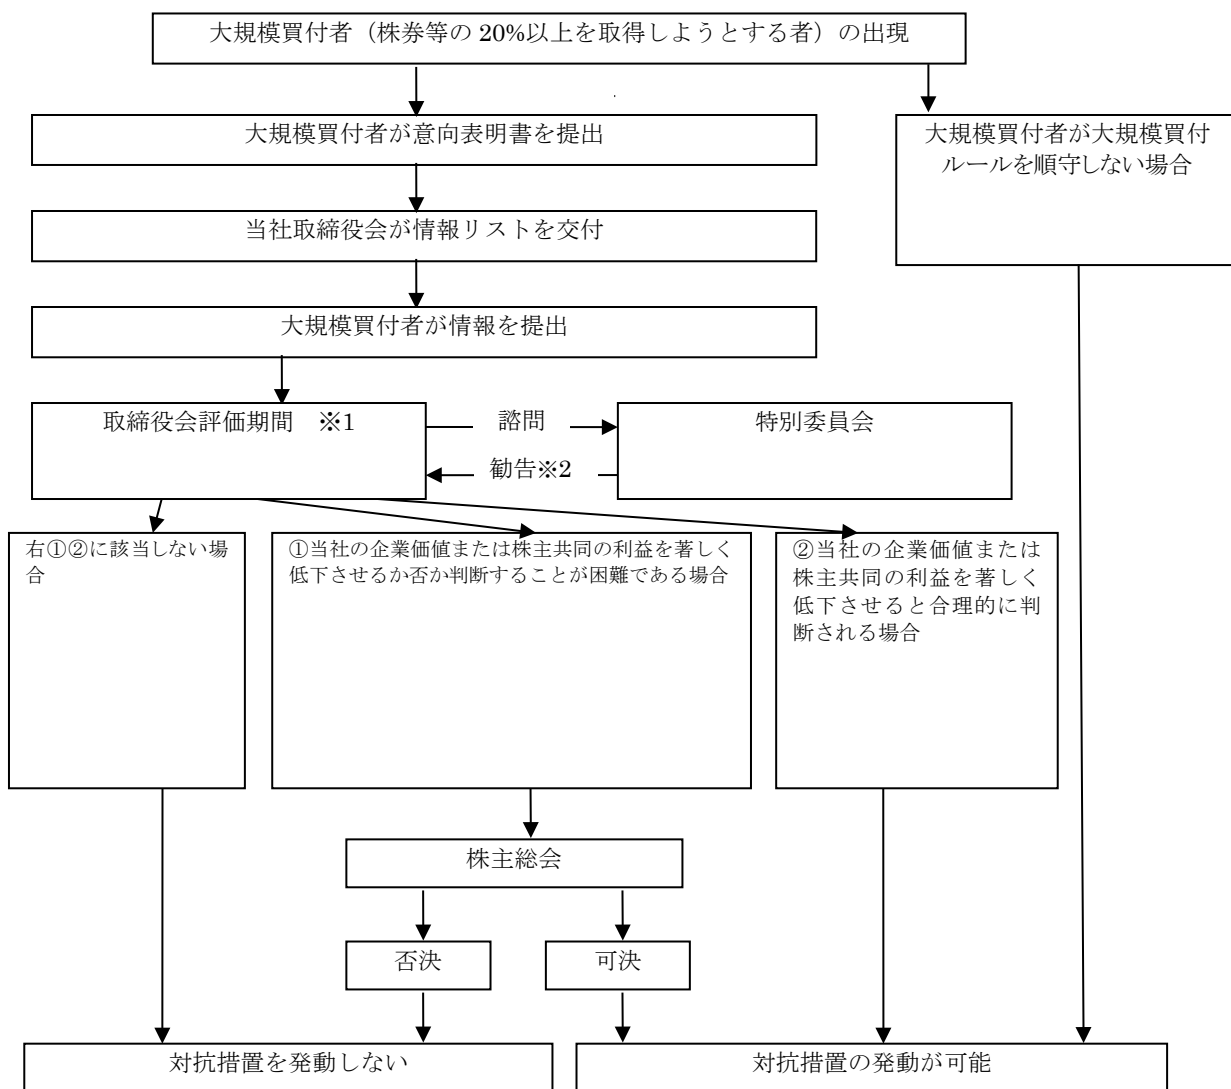 大規模買付者（株券等の 20%以上を取得しようとする者）の出現
大規模買付者が意向表明書を提出
大規模買付者が大規模買付
ルールを順守しない場合
当社取締役会が情報リストを交付
大規模買付者が情報を提出
取締役会評価期間　※1
諮問
特別委員会
勧告※2
右①②に該当しない場
合
①当社の企業価値または株主共同の利益を著しく
低下させるか否か判断することが困難である場合
②当社の企業価値または
株主共同の利益を著しく
低下させると合理的に判
断される場合
株主総会
否決
可決
対抗措置を発動しない
対抗措置の発動が可能